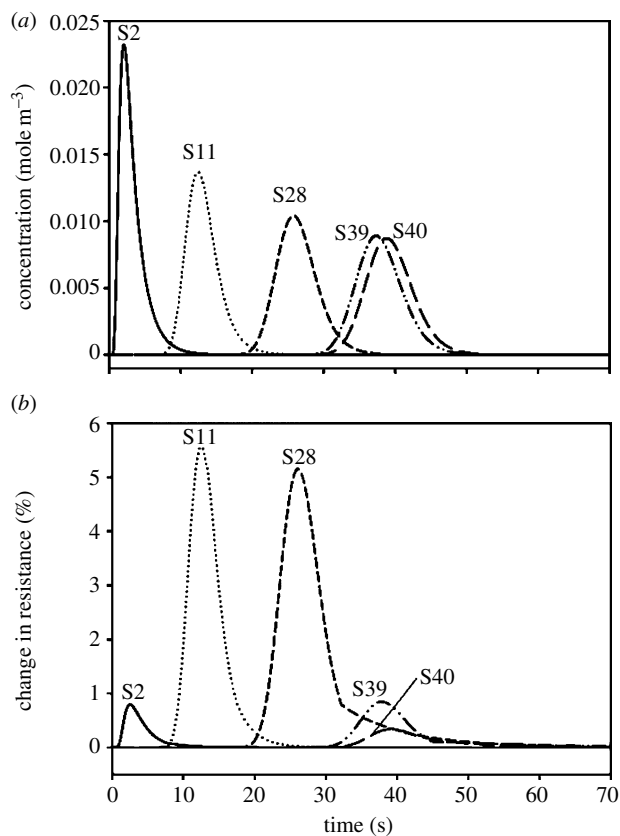 (a)
0.025
0.020
0.015
0.010
0.005
0
concentration (mole m⁻³)
S2
S11
S28
S39
S40
(b)
6
5
4
3
2
1
0
change in resistance (%)
S11
S28
S2
S39
S40
0 10 20 30 40 50 60 70
time (s)